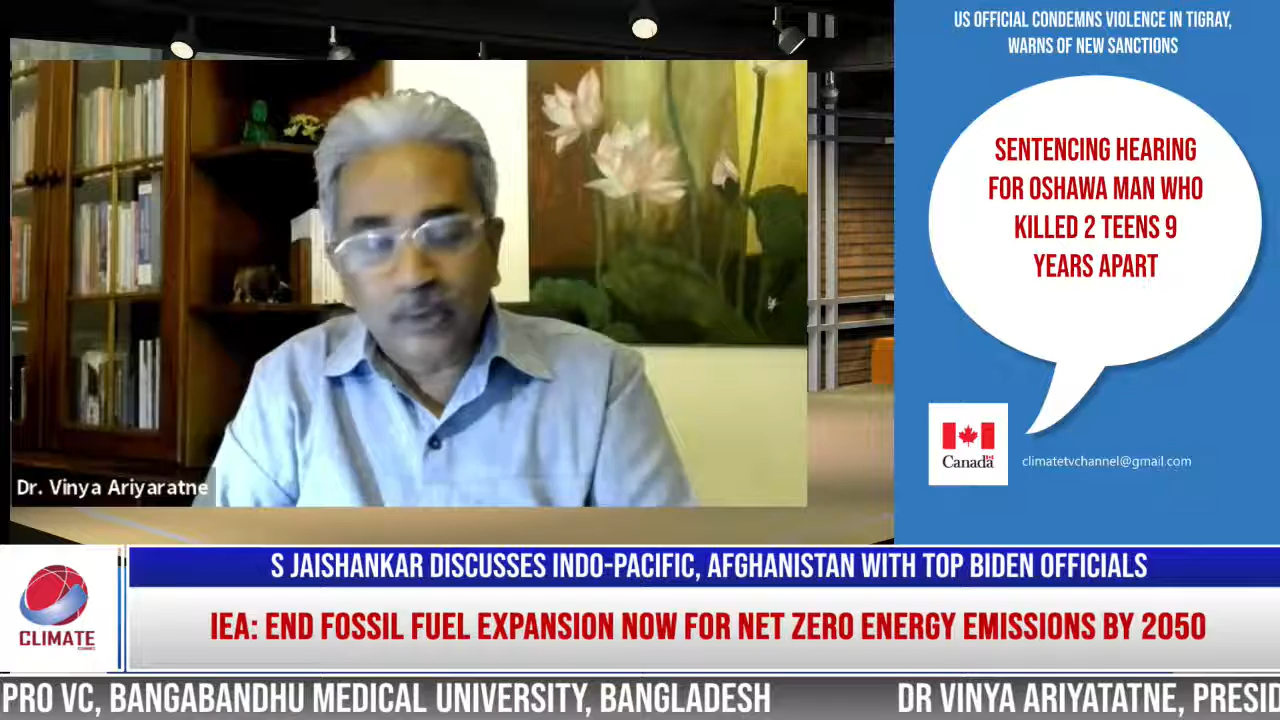 US OFFICIAL CONDEMNS VIOLENCE IN TIGRAY,
WARNS OF NEW SANCTIONS
SENTENCING HEARING
FOR OSHAWA MAN WHO
KILLED 2 TEENS 9
YEARS APART
Canada
climatetvchannel@gmail.com
Dr. Vinya Ariyaratne
S JAISHANKAR DISCUSSES INDO-PACIFIC, AFGHANISTAN WITH TOP BIDEN OFFICIALS
IEA: END FOSSIL FUEL EXPANSION NOW FOR NET ZERO ENERGY EMISSIONS BY 2050
CLIMATE
PRO VC, BANGABANDHU MEDICAL UNIVERSITY, BANGLADESH DR VINYA ARIYATATNE, PRESID